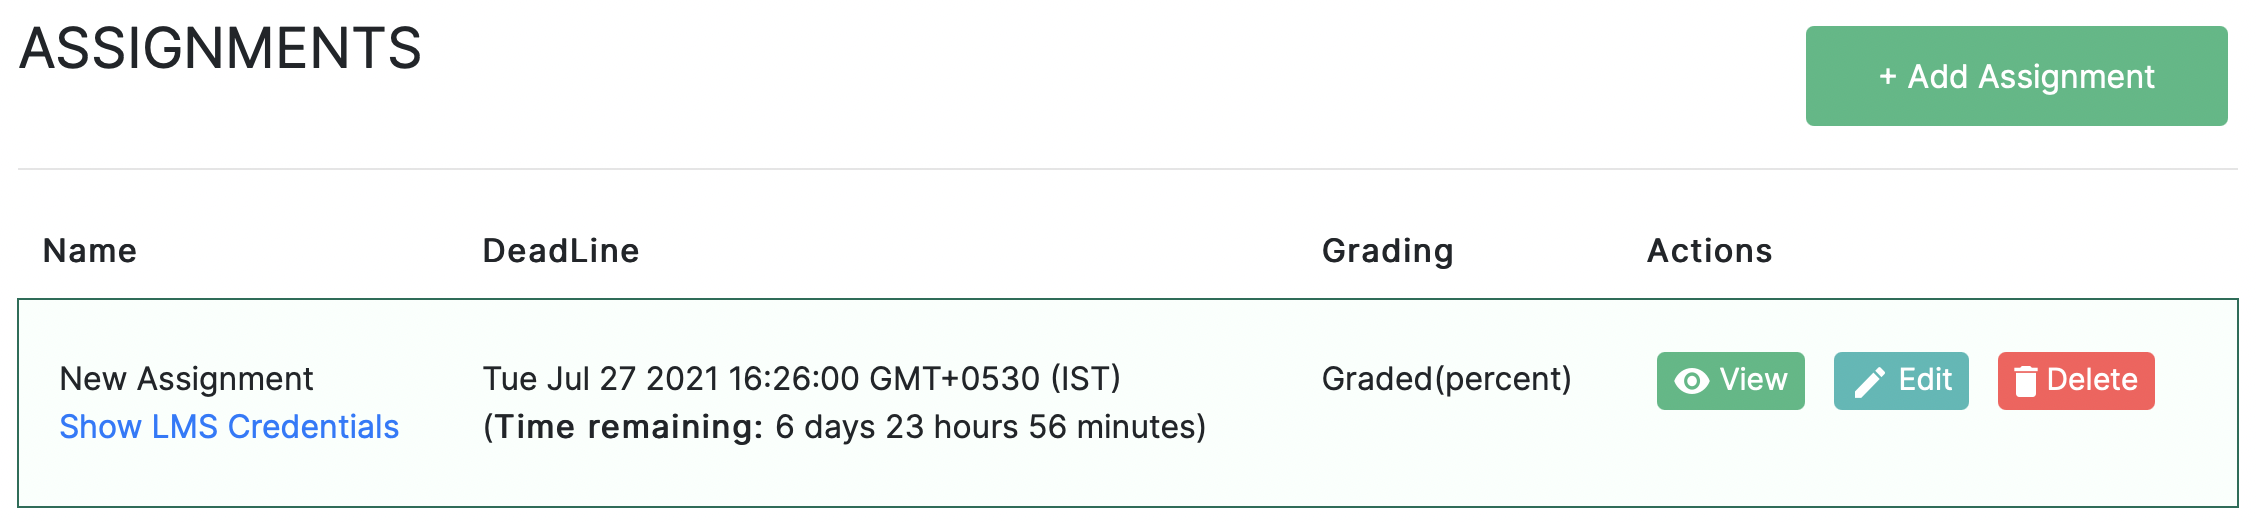 ASSIGNMENTS
+ Add Assignment
Name DeadLine Grading Actions
New Assignment Tue Jul 27 2021 16:26:00 GMT+0530 (IST) Graded(percent) View Edit Delete
Show LMS Credentials (Time remaining: 6 days 23 hours 56 minutes)